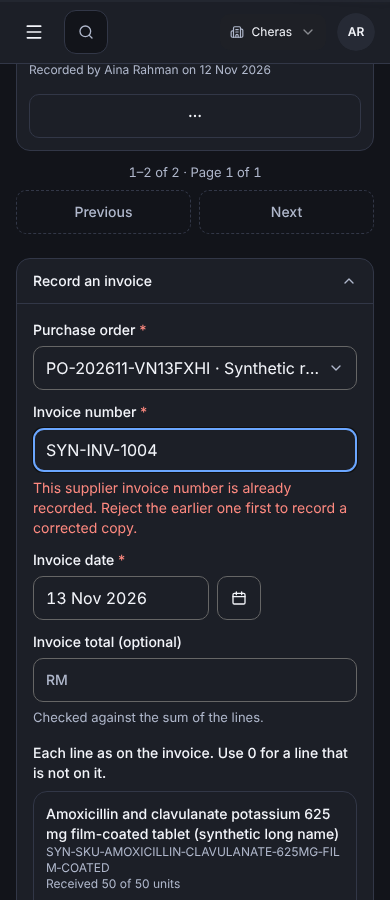 Cheras
AR
Recorded by Aina Rahman on 12 Nov 2026
...
1–2 of 2 · Page 1 of 1
Previous
Next
Record an invoice
Purchase order *
PO-202611-VN13FXHI · Synthetic r...
Invoice number *
SYN-INV-1004
This supplier invoice number is already
recorded. Reject the earlier one first to record a
corrected copy.
Invoice date *
13 Nov 2026
Invoice total (optional)
RM
Checked against the sum of the lines.
Each line as on the invoice. Use 0 for a line that
is not on it.
Amoxicillin and clavulanate potassium 625
mg film-coated tablet (synthetic long name)
SYN-SKU-AMOXICILLIN-CLAVULANATE-625MG-FIL
M-COATED
Received 50 of 50 units